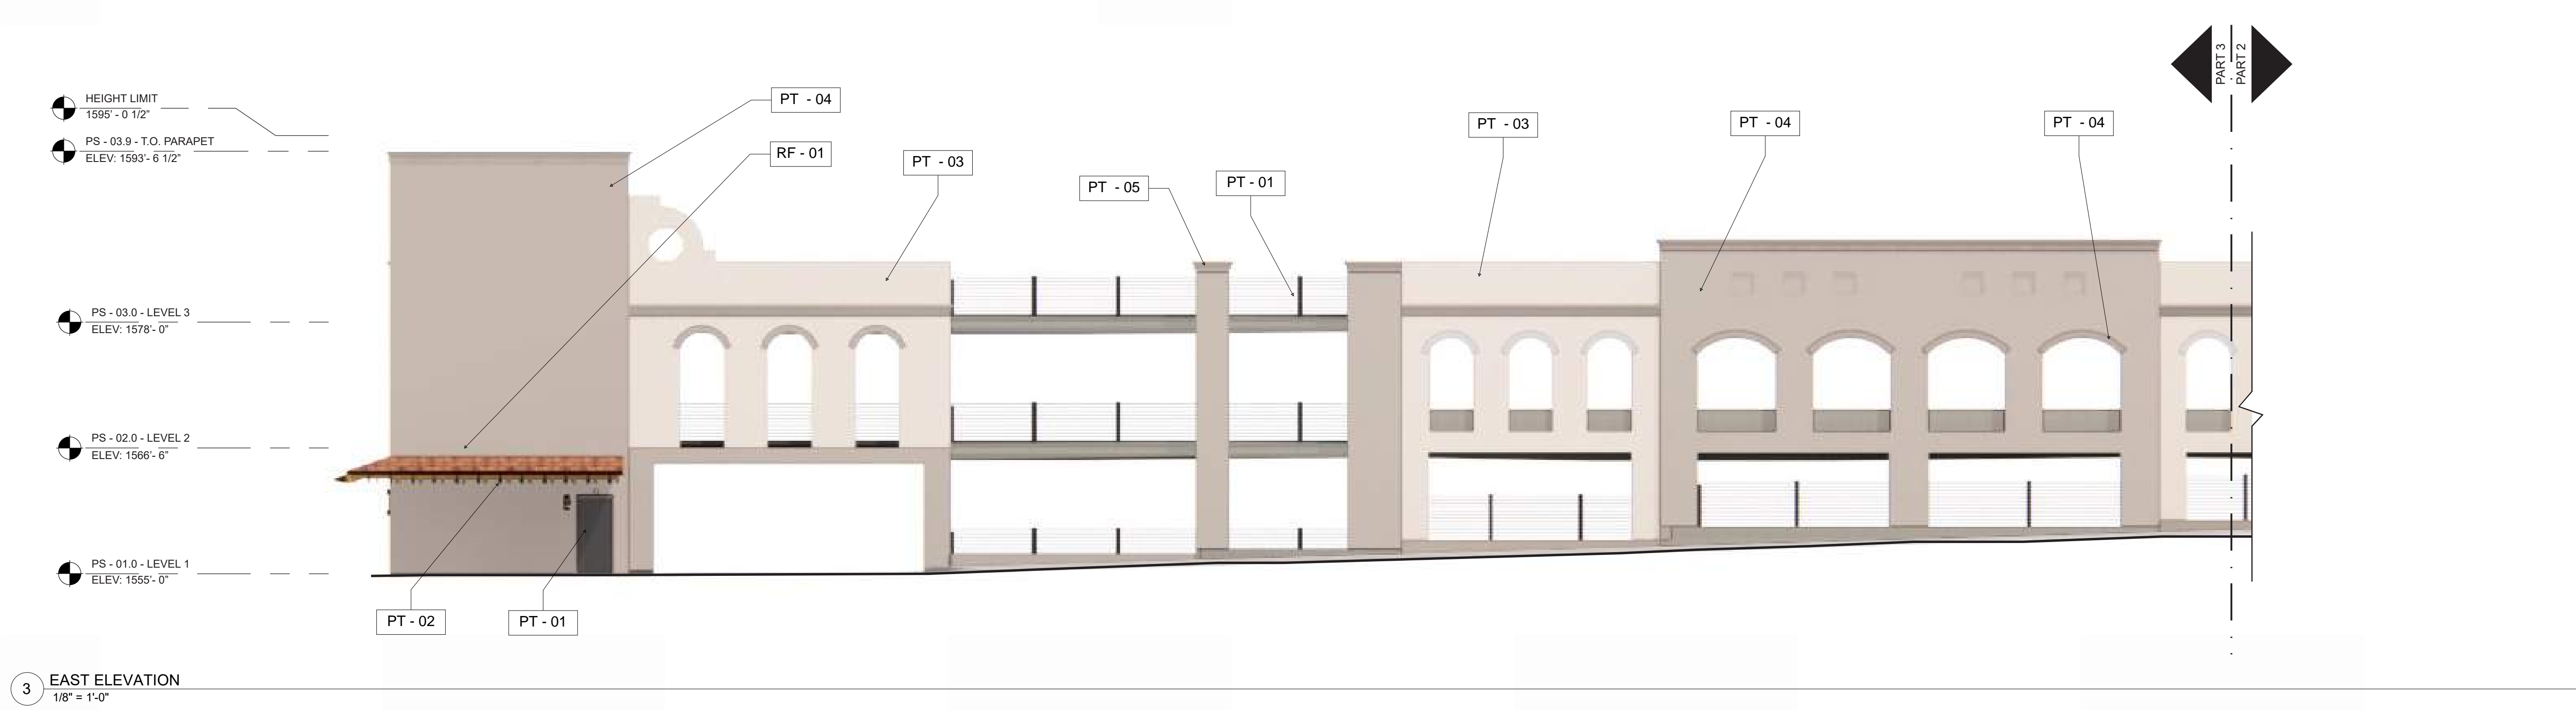 PART 3
PART 2
HEIGHT LIMIT
1595' - 0 1/2"
PS - 03.9 - T.O. PARAPET
ELEV: 1593'- 6 1/2"
PT - 04
RF - 01
PT - 03
PT - 05
PT - 01
PT - 03
PT - 04
PT - 04
PS - 03.0 - LEVEL 3
ELEV: 1578'- 0"
PS - 02.0 - LEVEL 2
ELEV: 1566'- 6"
PS - 01.0 - LEVEL 1
ELEV: 1555'- 0"
PT - 02
PT - 01
3
EAST ELEVATION
1/8" = 1'-0"